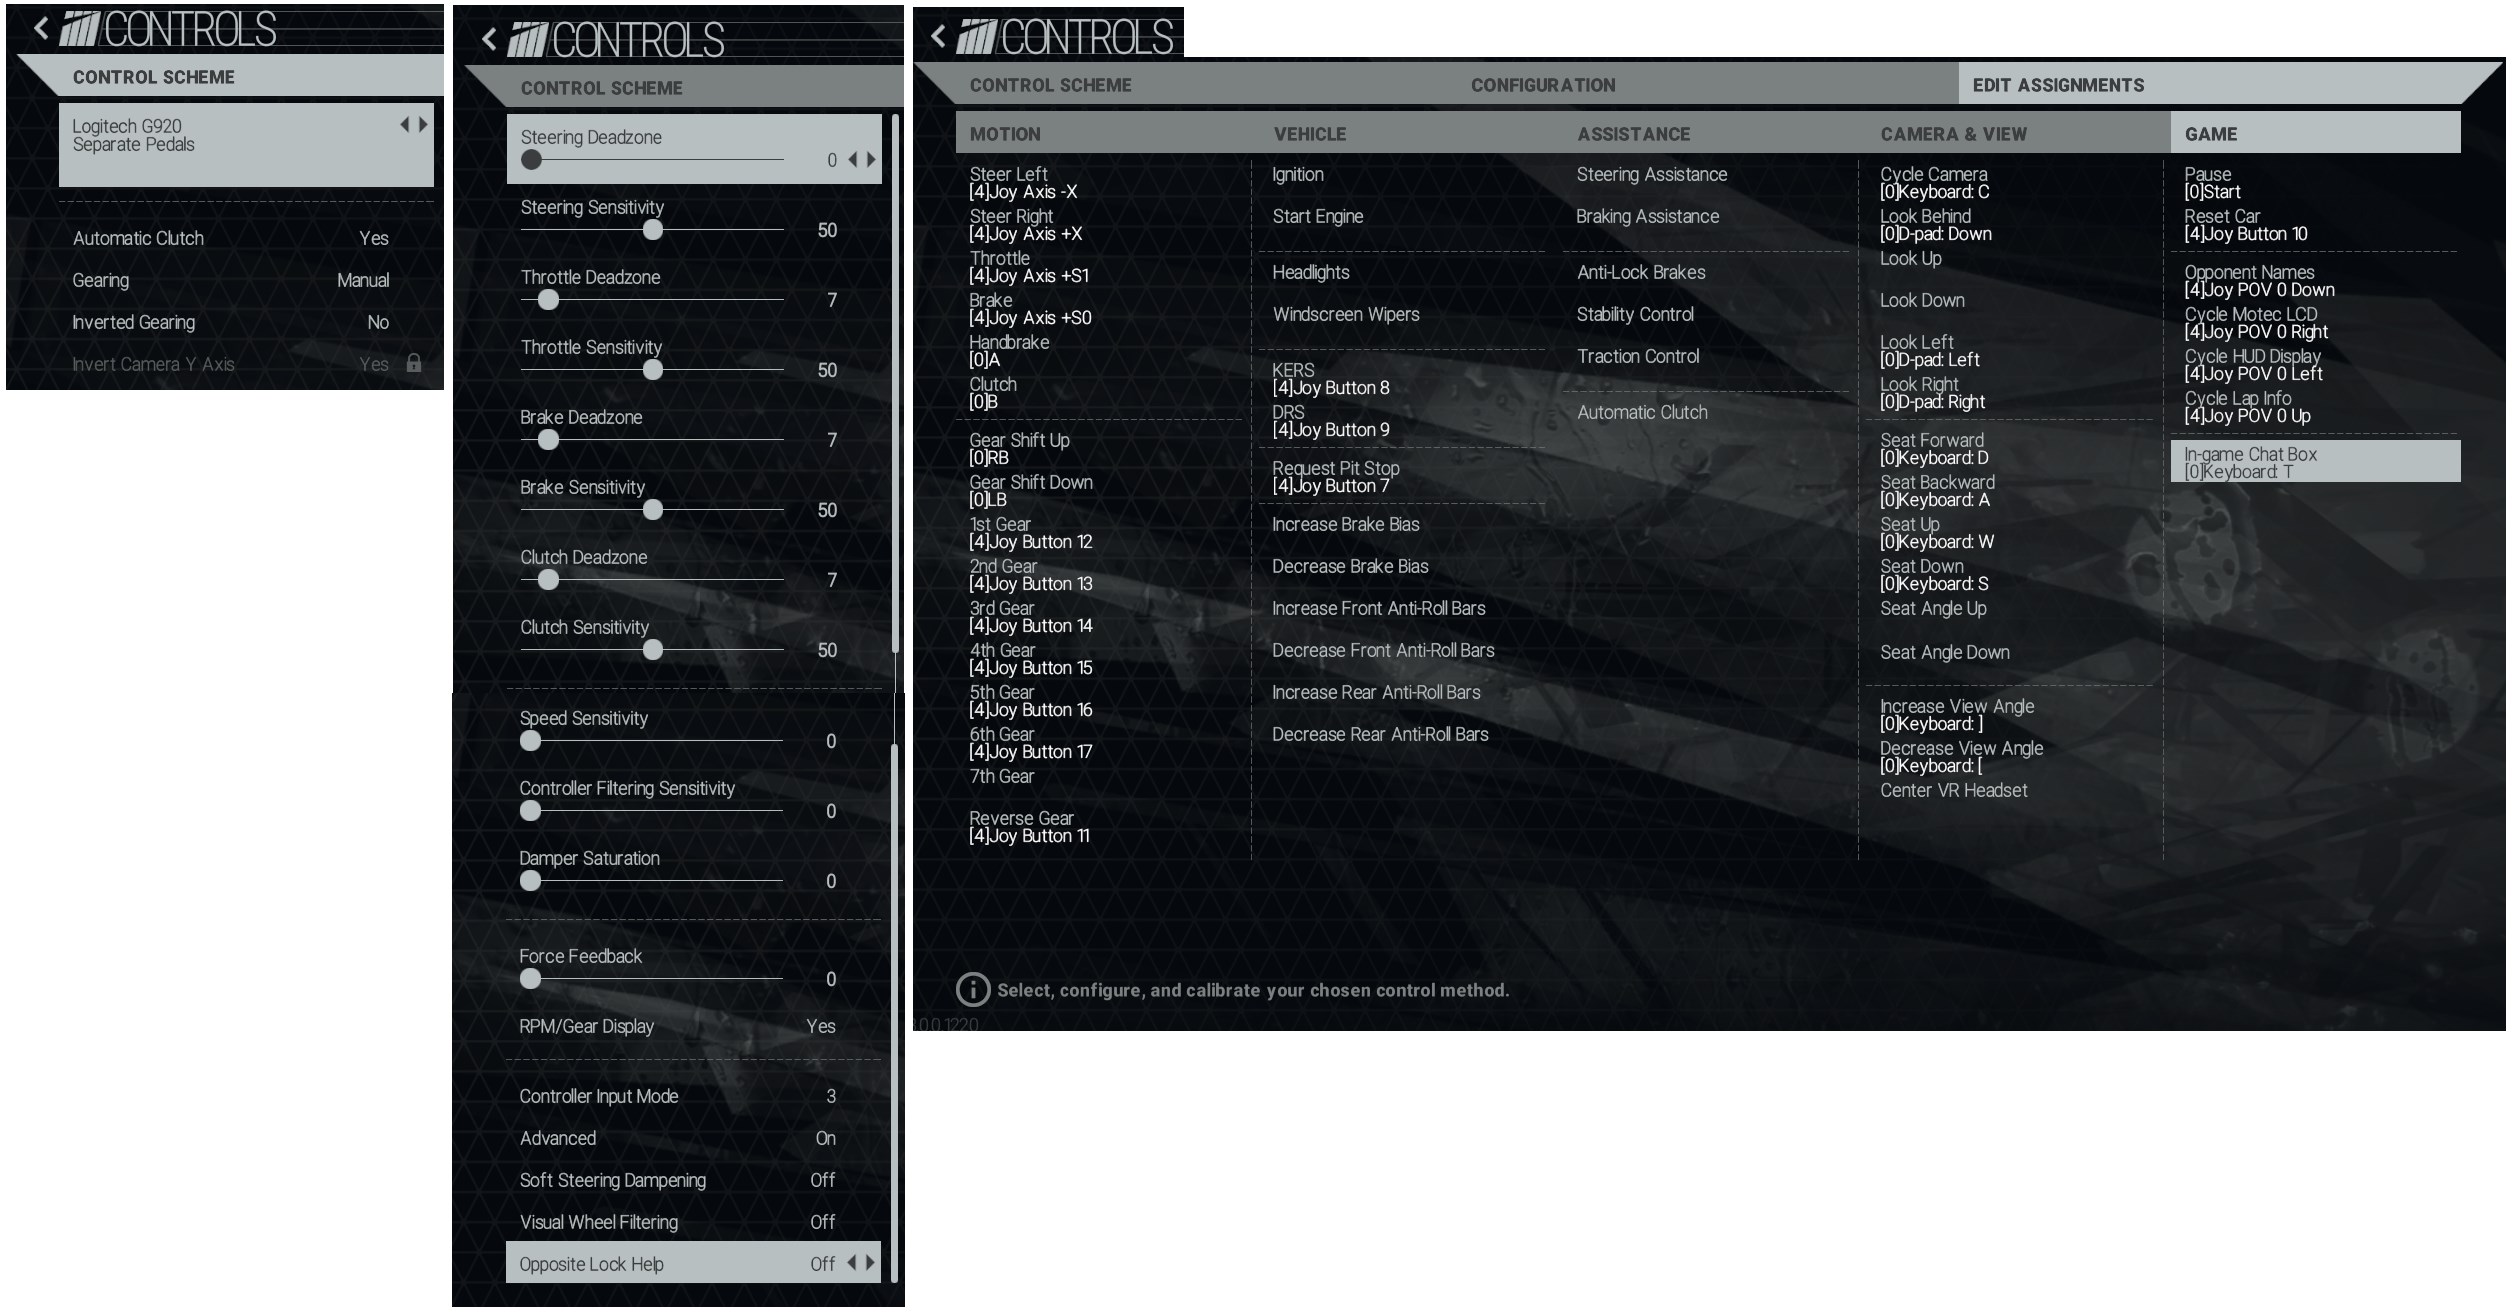 CONTROLS
CONTROL SCHEME
Logitech G920
Separate Pedals
Automatic Clutch Yes
Gearing Manual
Inverted Gearing No
Invert Camera Y Axis Yes
CONTROLS
CONTROL SCHEME
Steering Deadzone
0
Steering Sensitivity
50
Throttle Deadzone
7
Throttle Sensitivity
50
Brake Deadzone
7
Brake Sensitivity
50
Clutch Deadzone
7
Clutch Sensitivity
50
Speed Sensitivity
0
Controller Filtering Sensitivity
0
Damper Saturation
0
Force Feedback
0
RPM/Gear Display Yes
Controller Input Mode 3
Advanced On
Soft Steering Dampening Off
Visual Wheel Filtering Off
Opposite Lock Help Off
CONTROLS
CONTROL SCHEME CONFIGURATION EDIT ASSIGNMENTS
MOTION
Steer Left
[4]Joy Axis -X
Steer Right
[4]Joy Axis +X
Throttle
[4]Joy Axis +S1
Brake
[4]Joy Axis +S0
Handbrake
[0]A
Clutch
[0]B
Gear Shift Up
[0]RB
Gear Shift Down
[0]LB
1st Gear
[4]Joy Button 12
2nd Gear
[4]Joy Button 13
3rd Gear
[4]Joy Button 14
4th Gear
[4]Joy Button 15
5th Gear
[4]Joy Button 16
6th Gear
[4]Joy Button 17
7th Gear
Reverse Gear
[4]Joy Button 11
VEHICLE
Ignition
Start Engine
Headlights
Windscreen Wipers
KERS
[4]Joy Button 8
DRS
[4]Joy Button 9
Request Pit Stop
[4]Joy Button 7
Increase Brake Bias
Decrease Brake Bias
Increase Front Anti-Roll Bars
Decrease Front Anti-Roll Bars
Increase Rear Anti-Roll Bars
Decrease Rear Anti-Roll Bars
ASSISTANCE
Steering Assistance
Braking Assistance
Anti-Lock Brakes
Stability Control
Traction Control
Automatic Clutch
CAMERA & VIEW
Cycle Camera
[0]Keyboard: C
Look Behind
[0]D-pad: Down
Look Up
Look Down
Look Left
[0]D-pad: Left
Look Right
[0]D-pad: Right
Seat Forward
[0]Keyboard: D
Seat Backward
[0]Keyboard: A
Seat Up
[0]Keyboard: W
Seat Down
[0]Keyboard: S
Seat Angle Up
Seat Angle Down
Increase View Angle
[0]Keyboard: ]
Decrease View Angle
[0]Keyboard: [
Center VR Headset
GAME
Pause
[0]Start
Reset Car
[4]Joy Button 10
Opponent Names
[4]Joy POV 0 Down
Cycle Motec LCD
[4]Joy POV 0 Right
Cycle HUD Display
[4]Joy POV 0 Left
Cycle Lap Info
[4]Joy POV 0 Up
In-game Chat Box
[0]Keyboard: T
Select, configure, and calibrate your chosen control method.